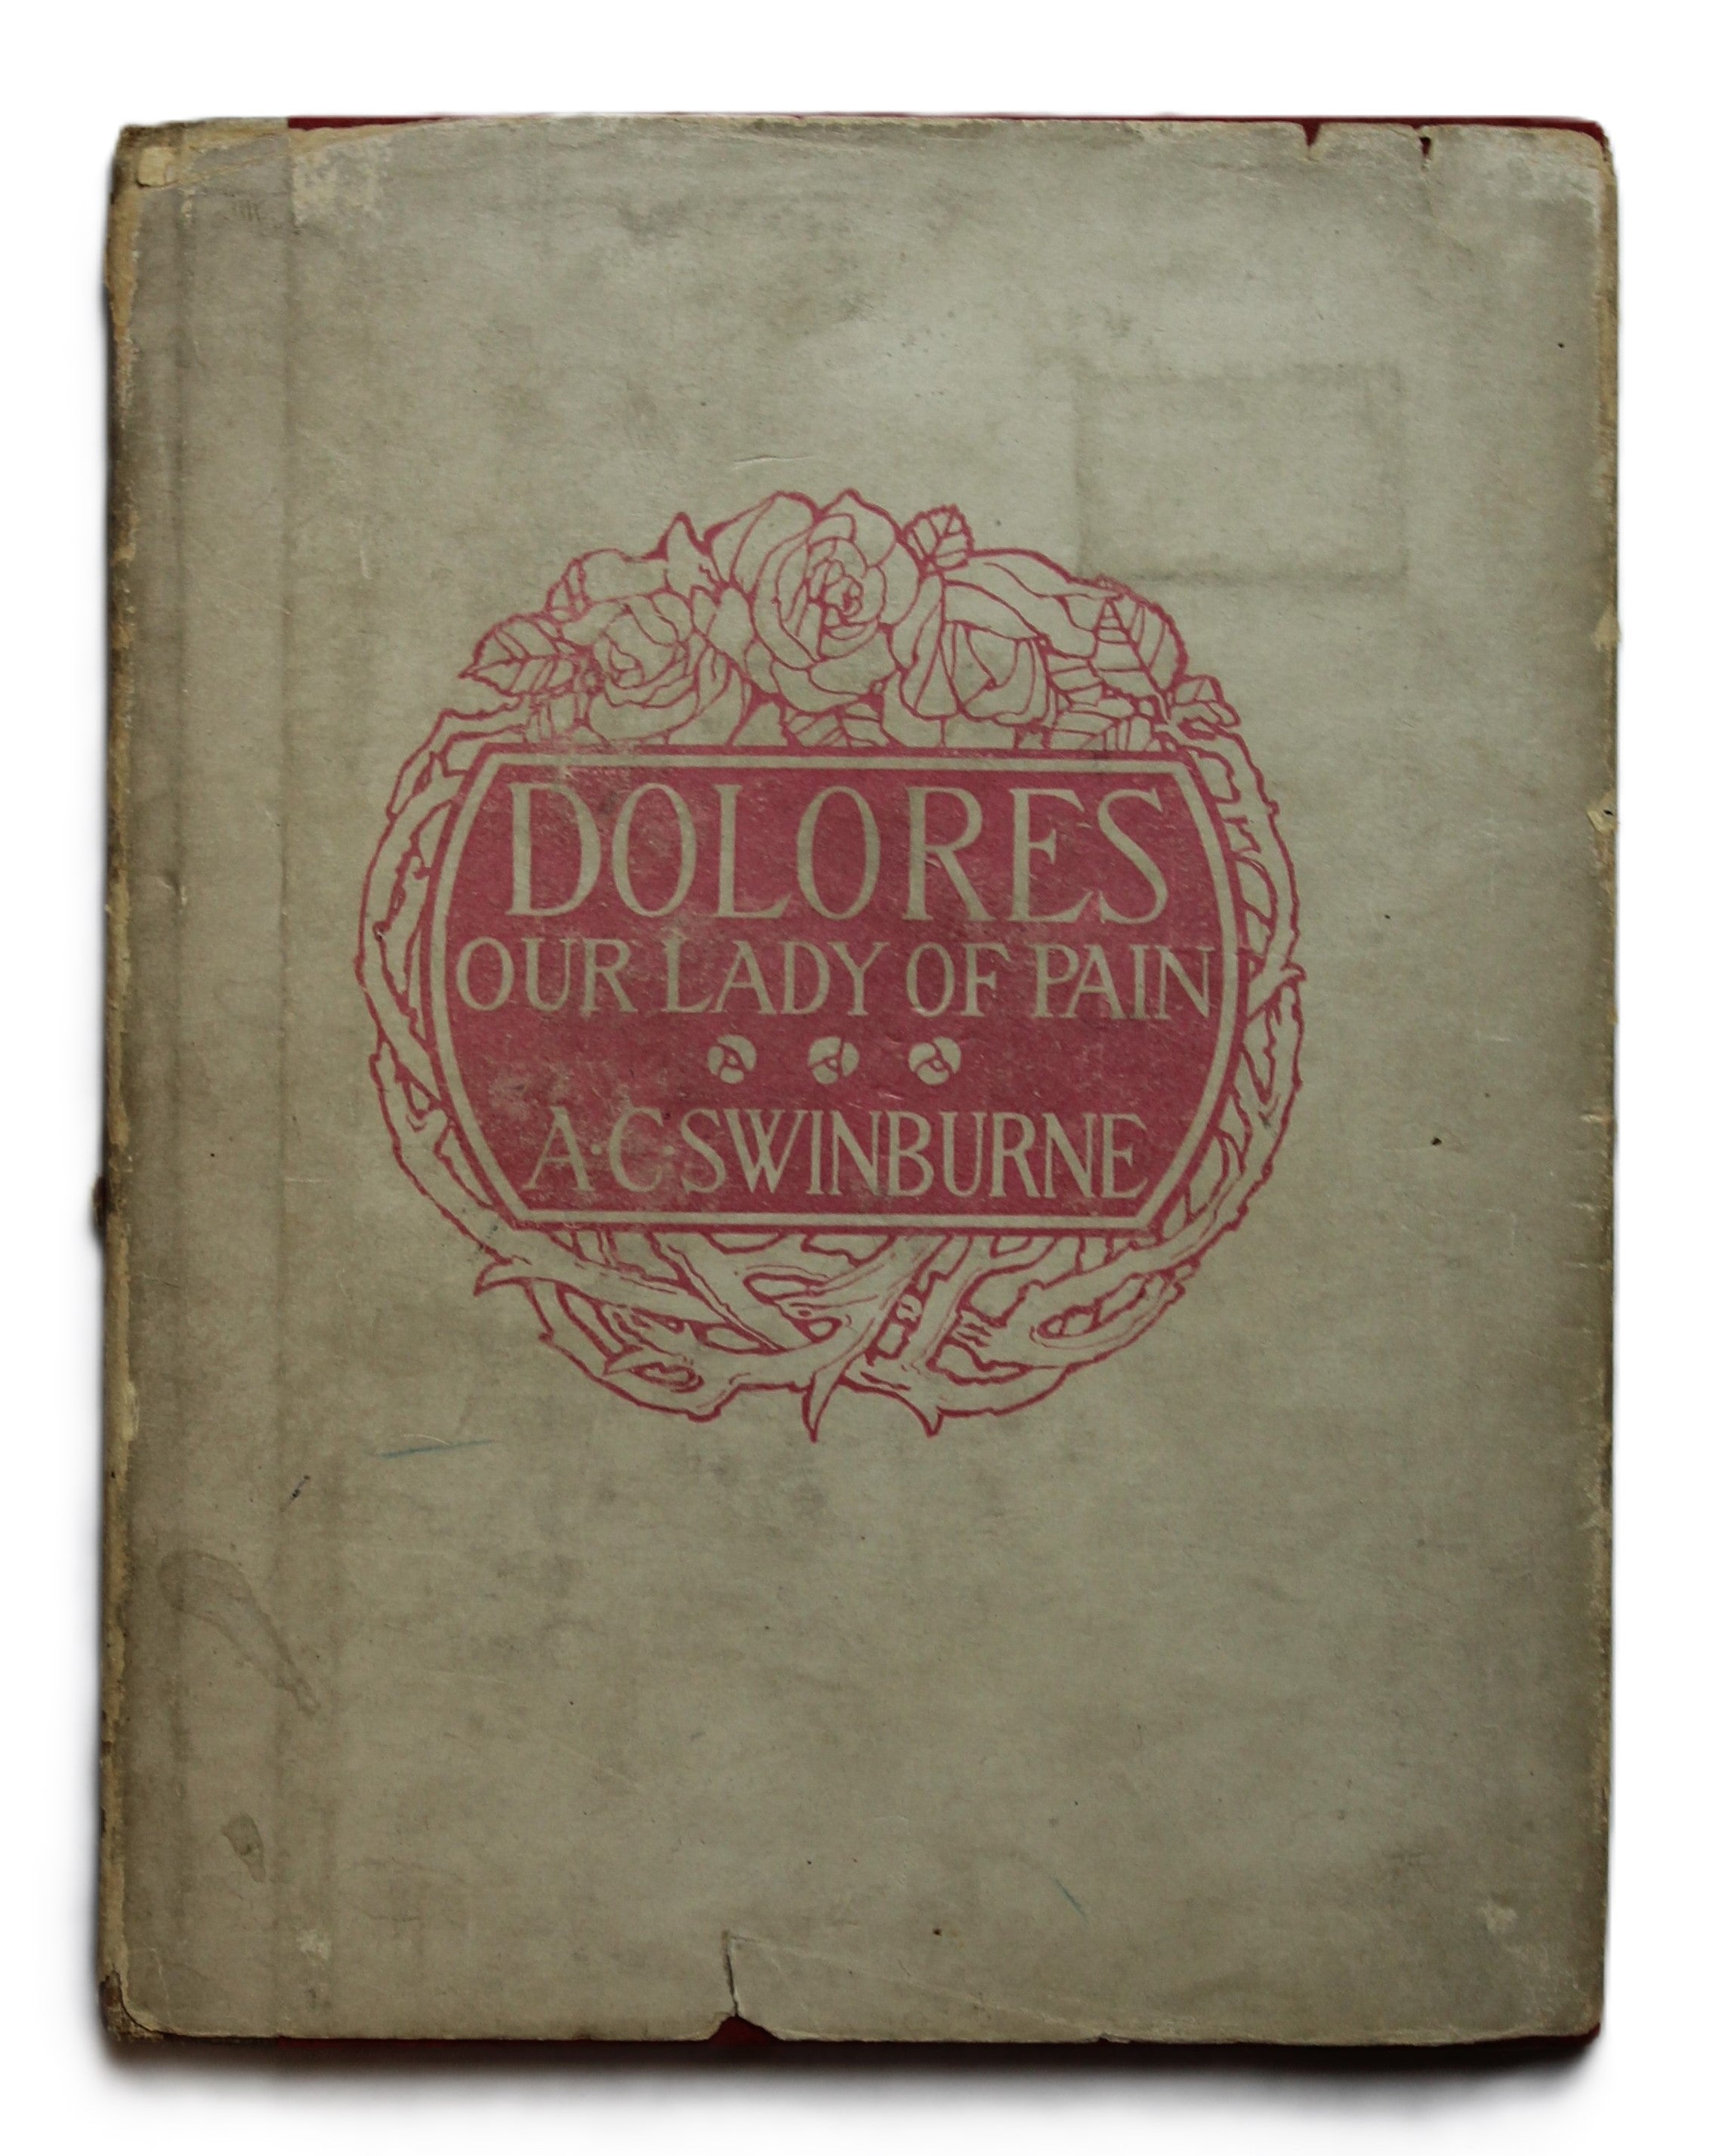 DOLORES
OUR LADY OF PAIN
A·C SWINBURNE